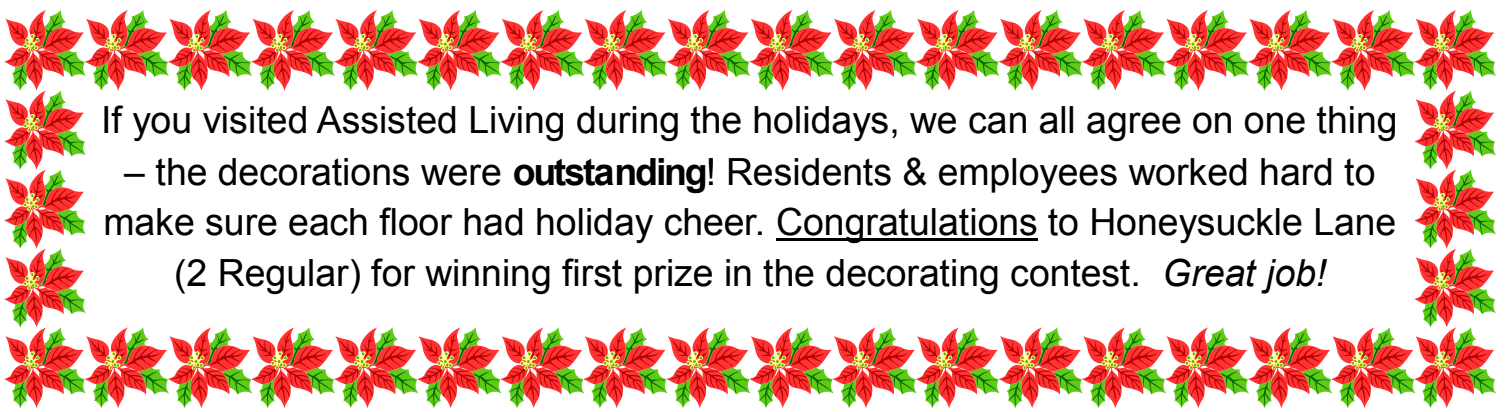 If you visited Assisted Living during the holidays, we can all agree on one thing
– the decorations were outstanding! Residents & employees worked hard to
make sure each floor had holiday cheer. Congratulations to Honeysuckle Lane
(2 Regular) for winning first prize in the decorating contest.  Great job!